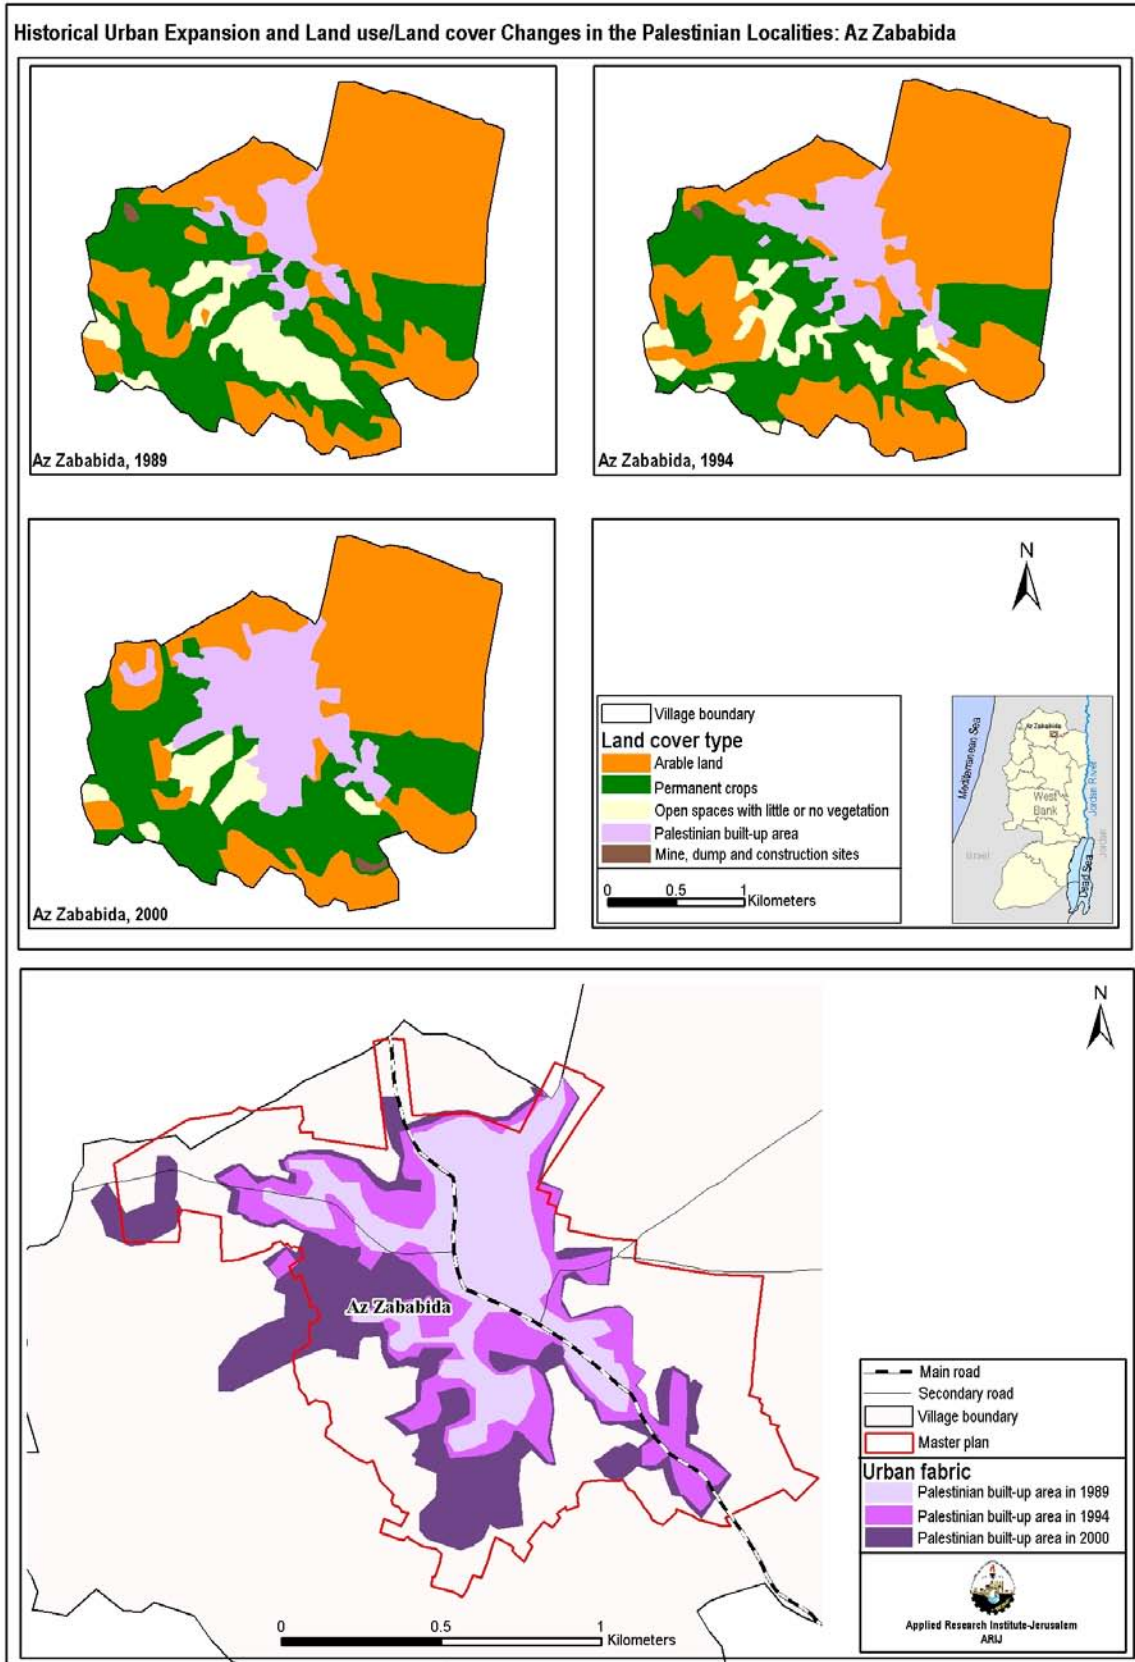 Historical Urban Expansion and Land use/Land cover Changes in the Palestinian Localities: Az Zababida
Az Zababida, 1989
Az Zababida, 1994
Az Zababida, 2000
N
Village boundary
Land cover type
Arable land
Permanent crops
Open spaces with little or no vegetation
Palestinian built-up area
Mine, dump and construction sites
0 0.5 1
Kilometers
Mediterranean Sea
Az Zababida
West
Bank
Jordan River
Israel
Jordan
Dead Sea
N
Az Zababida
Main road
Secondary road
Village boundary
Master plan
Urban fabric
Palestinian built-up area in 1989
Palestinian built-up area in 1994
Palestinian built-up area in 2000
Applied Research Institute-Jerusalem
ARIJ
0 0.5 1
Kilometers